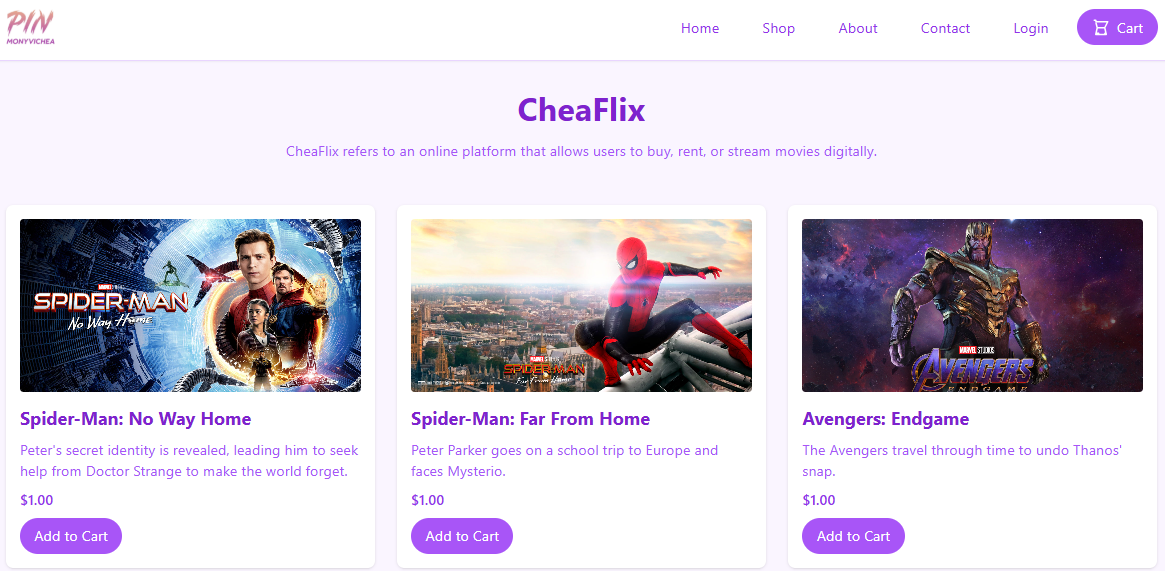 PIN
MONYVICHEA
Home
Shop
About
Contact
Login
Cart
CheaFlix
CheaFlix refers to an online platform that allows users to buy, rent, or stream movies digitally.
MARVEL STUDIOS
SPIDER-MAN
No Way Home
Spider-Man: No Way Home
Peter's secret identity is revealed, leading him to seek
help from Doctor Strange to make the world forget.
$1.00
Add to Cart
MARVEL STUDIOS
SPIDER-MAN
Far From Home
Spider-Man: Far From Home
Peter Parker goes on a school trip to Europe and
faces Mysterio.
$1.00
Add to Cart
MARVEL STUDIOS
AVENGERS
ENDGAME
Avengers: Endgame
The Avengers travel through time to undo Thanos'
snap.
$1.00
Add to Cart